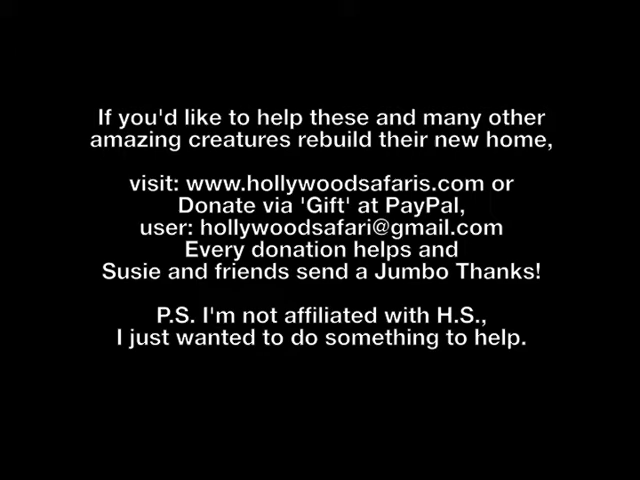 If you'd like to help these and many other
amazing creatures rebuild their new home,
visit: www.hollywoodsafaris.com or
Donate via 'Gift' at PayPal,
user: hollywoodsafari@gmail.com
Every donation helps and
Susie and friends send a Jumbo Thanks!
P.S. I'm not affiliated with H.S.,
I just wanted to do something to help.